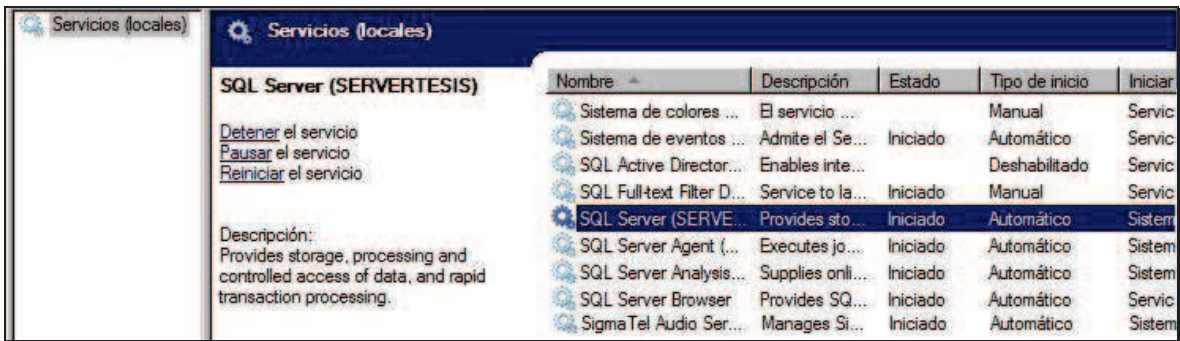 Servicios (locales)
Servicios (locales)
SQL Server (SERVERTESIS)
Detener el servicio
Pausar el servicio
Reiniciar el servicio
Descripción:
Provides storage, processing and
controlled access of data, and rapid
transaction processing.
Nombre Descripción Estado Tipo de inicio Iniciar
Sistema de colores ... El servicio ... Manual Servic
Sistema de eventos ... Admite el Se... Iniciado Automático Servic
SQL Active Director... Enables inte... Deshabilitado Servic
SQL Full-text Filter D... Service to la... Iniciado Manual Servic
SQL Server (SERVE... Provides sto... Iniciado Automático Sistem
SQL Server Agent (... Executes jo... Iniciado Automático Sistem
SQL Server Analysis... Supplies onli... Iniciado Automático Sistem
SQL Server Browser Provides SQ... Iniciado Automático Servic
SigmaTel Audio Ser... Manages Si... Iniciado Automático Sistem